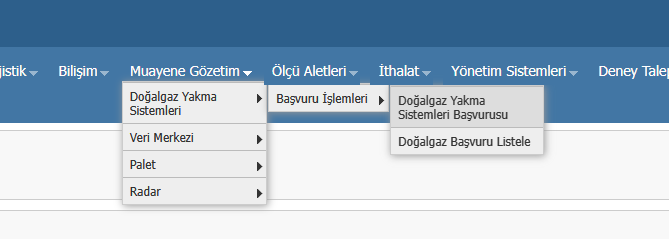 jistik Bilişim Muayene Gözetim Ölçü Aletleri İthalat Yönetim Sistemleri Deney Talep
Doğalgaz Yakma
Sistemleri
Başvuru İşlemleri
Doğalgaz Yakma
Sistemleri Başvurusu
Doğalgaz Başvuru Listele
Veri Merkezi
Palet
Radar